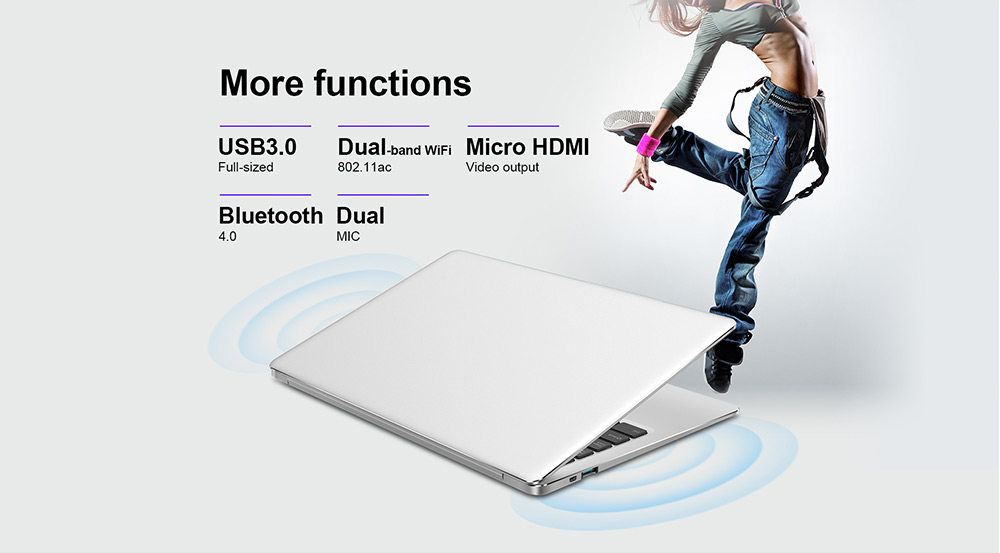 More functions
USB3.0
Full-sized
Dual-band WiFi
802.11ac
Micro HDMI
Video output
Bluetooth
4.0
Dual
MIC